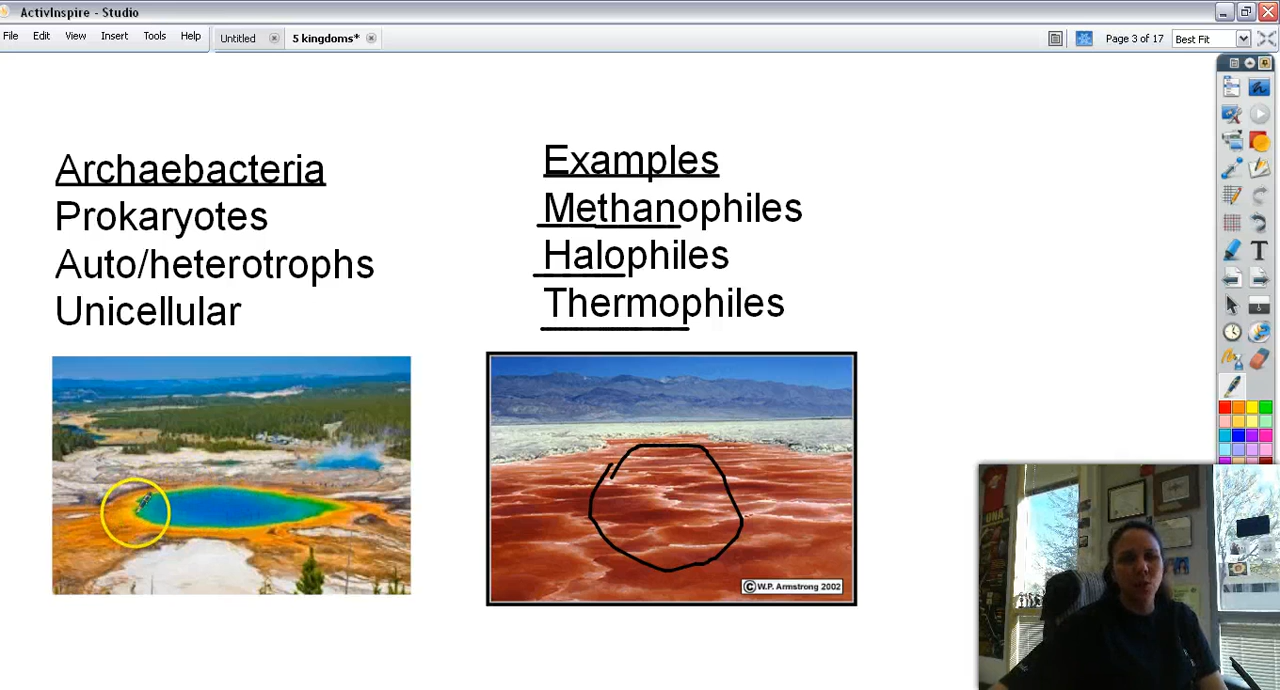 ActivInspire - Studio
File Edit View Insert Tools Help
Untitled
5 kingdoms*
Page 3 of 17
Best Fit
Archaebacteria
Prokaryotes
Auto/heterotrophs
Unicellular
Examples
Methanophiles
Halophiles
Thermophiles
© W.P. Armstrong 2002